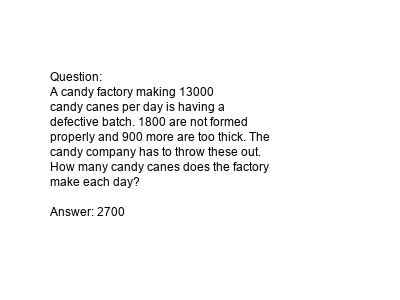 Question:
A candy factory making 13000
candy canes per day is having a
defective batch. 1800 are not formed
properly and 900 more are too thick. The
candy company has to throw these out.
How many candy canes does the factory
make each day?

Answer: 2700